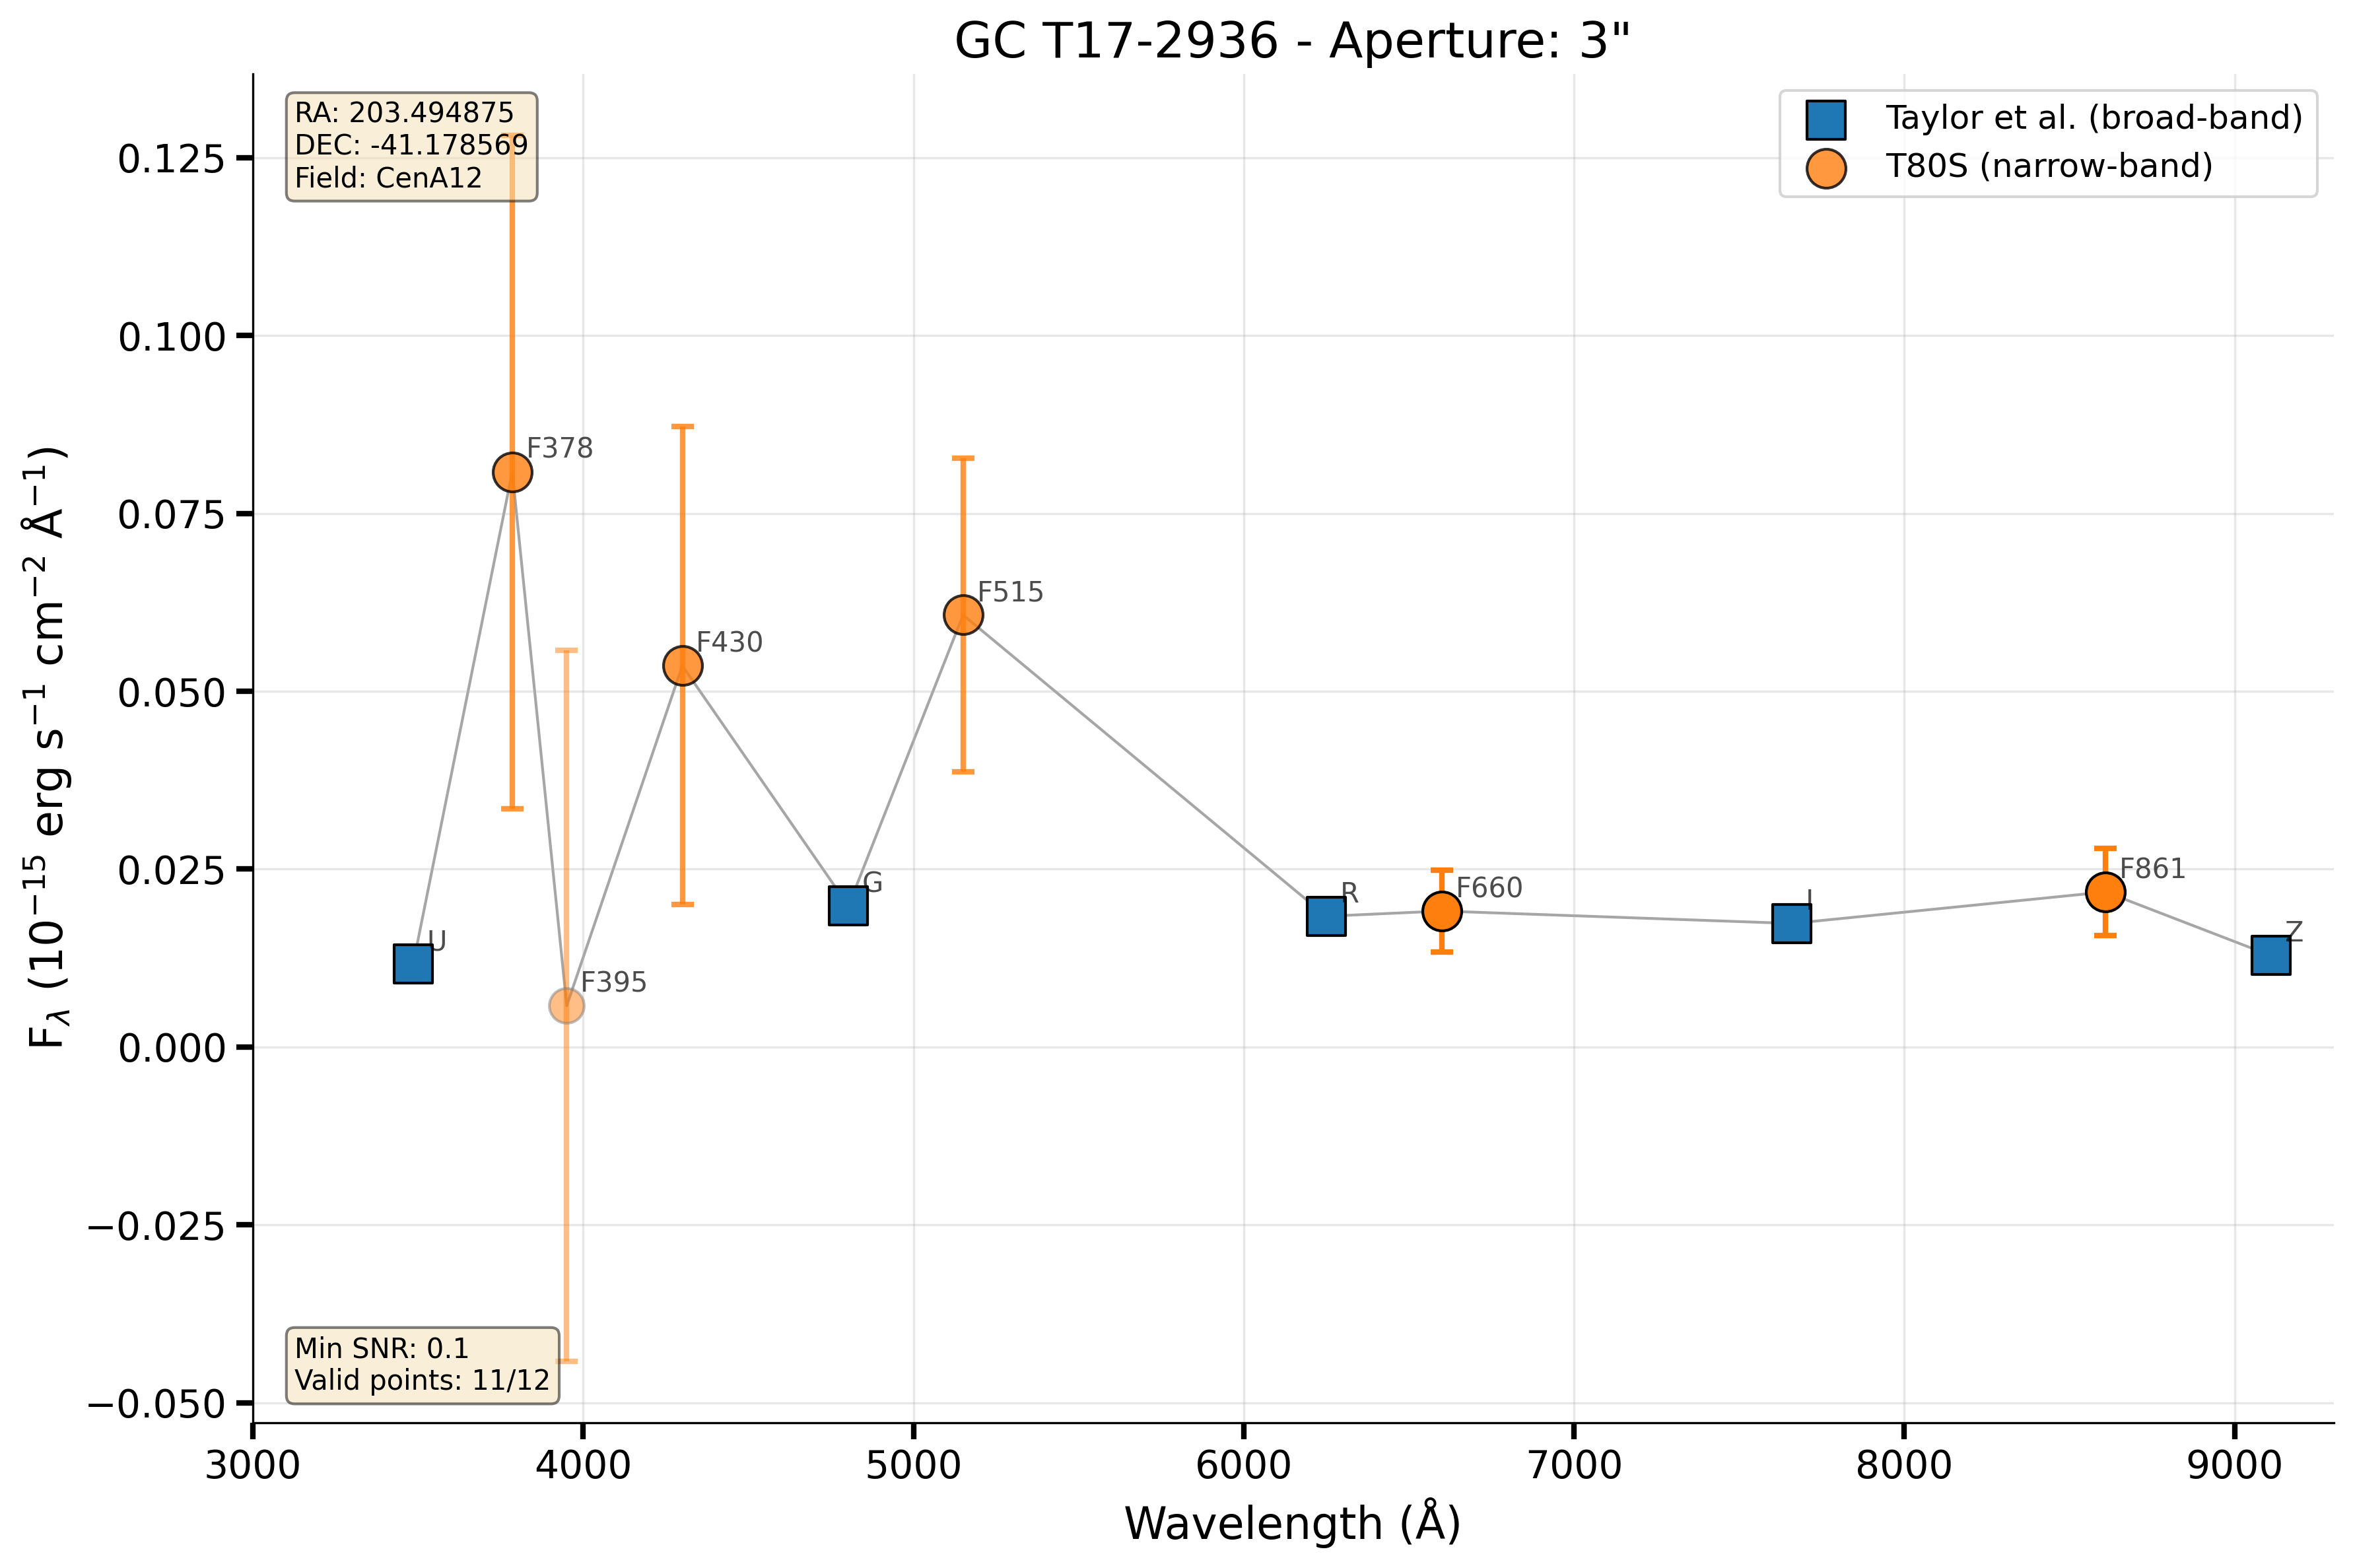 GC T17-2936 - Aperture: 3"
RA: 203.494875
DEC: -41.178569
Field: CenA12
Taylor et al. (broad-band)
T80S (narrow-band)
0.125
0.100
0.075
0.050
0.025
0.000
−0.025
−0.050
F_λ (10⁻¹⁵ erg s⁻¹ cm⁻² Å⁻¹)
U
F378
F395
F430
G
F515
R
F660
I
F861
Z
Min SNR: 0.1
Valid points: 11/12
3000 4000 5000 6000 7000 8000 9000
Wavelength (Å)